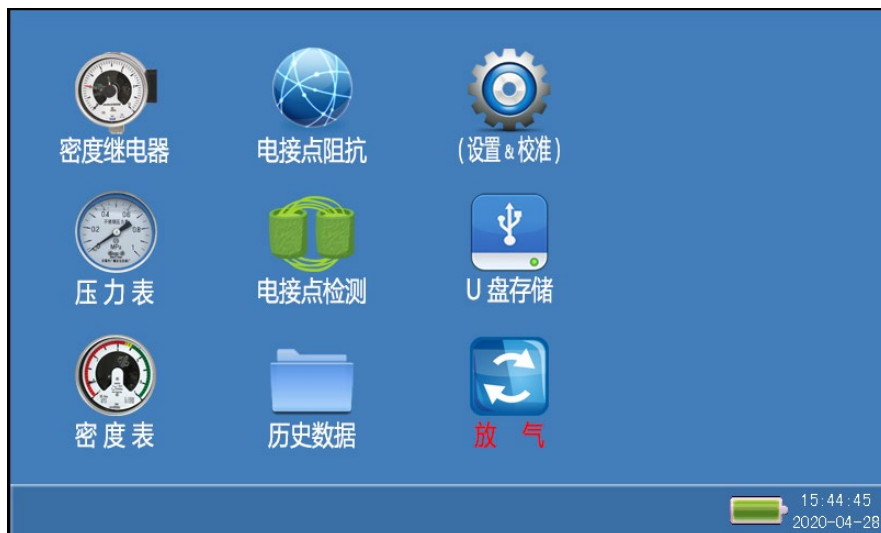 密度继电器
电接点阻抗
(设置&校准)
压力表
电接点检测
U盘存储
密度表
历史数据
放 气
15:44:45
2020-04-28